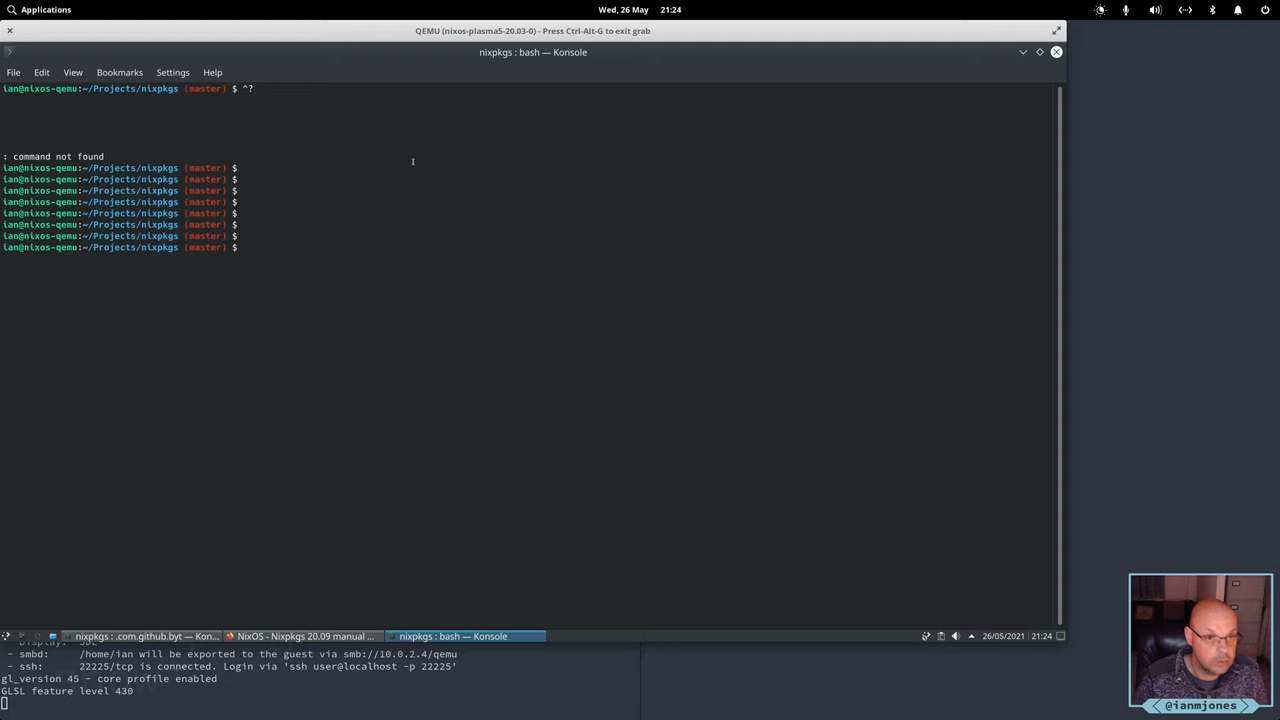 Applications
Wed, 26 May 21:24
QEMU (nixos-plasma5-20.03-0) - Press Ctrl-Alt-G to exit grab
nixpkgs : bash — Konsole
File Edit View Bookmarks Settings Help
ian@nixos-qemu:~/Projects/nixpkgs (master) $ ^?
: command not found
ian@nixos-qemu:~/Projects/nixpkgs (master) $
ian@nixos-qemu:~/Projects/nixpkgs (master) $
ian@nixos-qemu:~/Projects/nixpkgs (master) $
ian@nixos-qemu:~/Projects/nixpkgs (master) $
ian@nixos-qemu:~/Projects/nixpkgs (master) $
ian@nixos-qemu:~/Projects/nixpkgs (master) $
ian@nixos-qemu:~/Projects/nixpkgs (master) $
ian@nixos-qemu:~/Projects/nixpkgs (master) $
nixpkgs : .com.github.byt — Kon... NixOS - Nixpkgs 20.09 manual ... nixpkgs : bash — Konsole 26/05/2021 21:24
- smbd: /home/ian will be exported to the guest via smb://10.0.2.4/qemu
- ssh: 22225/tcp is connected. Login via 'ssh user@localhost -p 22225'
gl_version 45 - core profile enabled
GLSL feature level 430
@ianmjones